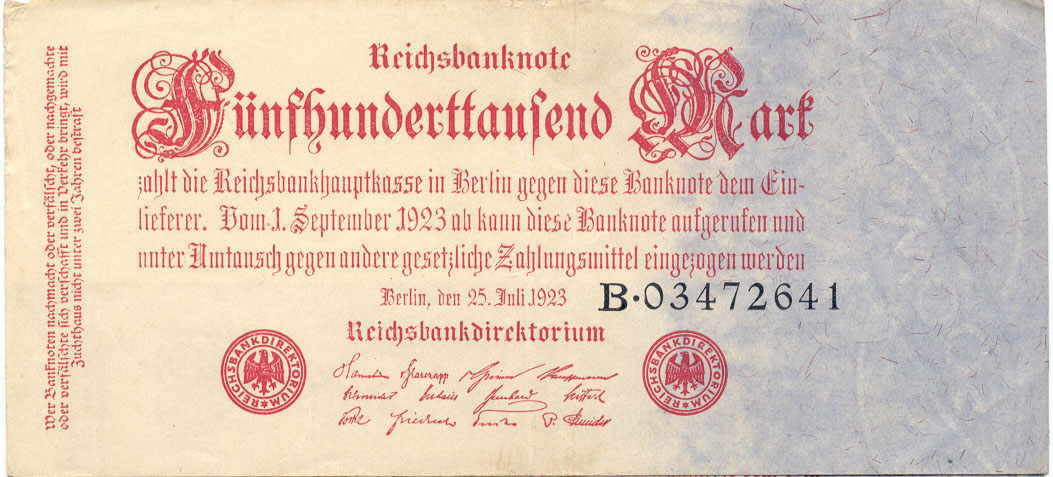 Reichsbanknote
Fünfhunderttausend Mark
zahlt die Reichsbankhauptkasse in Berlin gegen diese Banknote dem Ein-
lieferer. Vom 1. September 1923 ab kann diese Banknote aufgerufen und
unter Umtausch gegen andere gesetzliche Zahlungsmittel eingezogen werden
Berlin, den 25. Juli 1923
B·03472641
Reichsbankdirektorium
REICHSBANKDIREKTORIUM
REICHSBANKDIREKTORIUM
Wer Banknoten nachmacht oder verfälscht, oder nachgemachte
oder verfälschte sich verschafft und in Verkehr bringt, wird mit
Zuchthaus nicht unter zwei Jahren bestraft